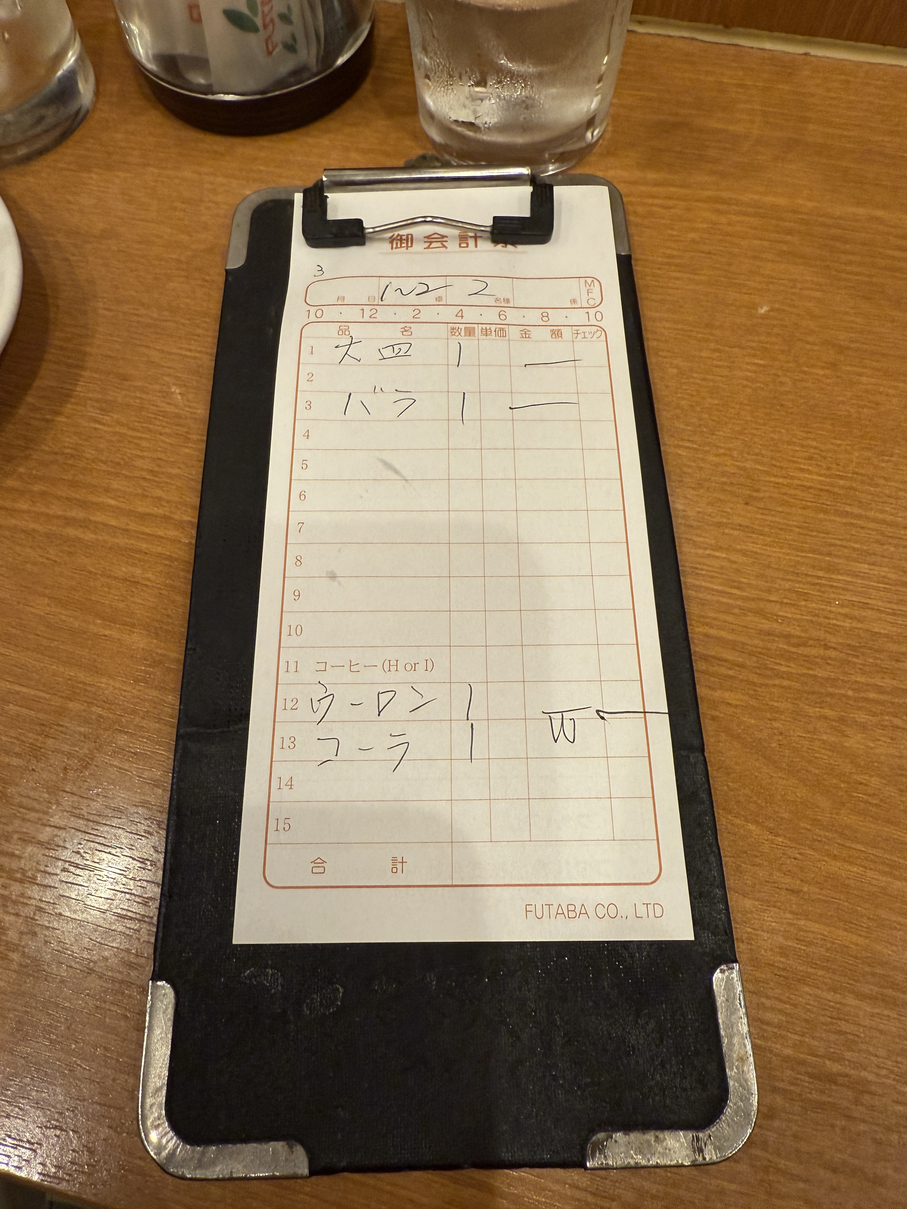 御会計票
3
月 日 1~2 卓 2 名様 係 MFC
10・12・2・4・6・8・10
品 名 数量 単価 金額 チェック
1 大皿 1 —
2
3 バラ 1 —
4
5
6
7
8
9
10
11 コーヒー(H or I)
12 ウーロン 1
13 コーラ 1
14
15
合 計
FUTABA CO., LTD